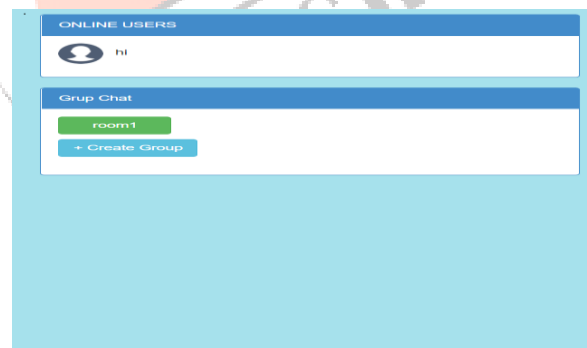 ONLINE USERS
hi
Grup Chat
room1
+ Create Group